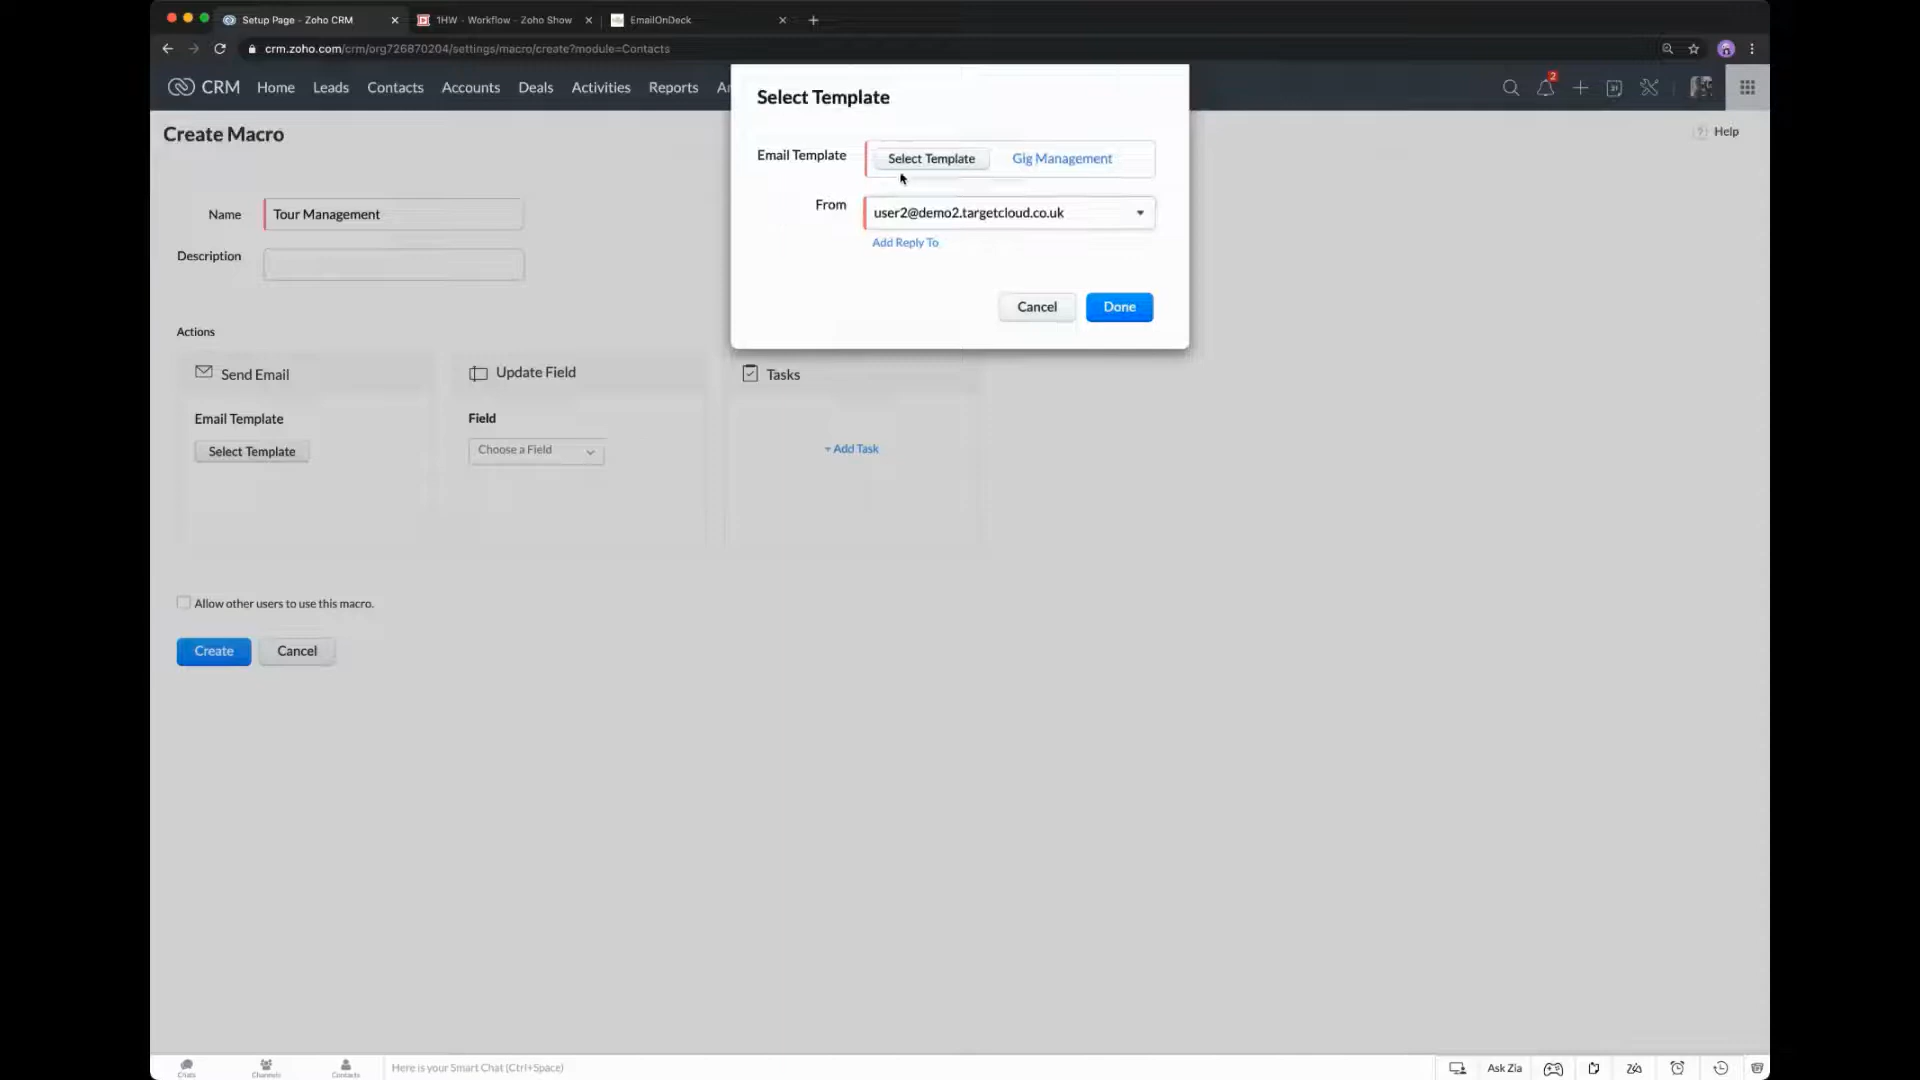 Setup Page - Zoho CRM
1HW - Workflow - Zoho Show
EmailOnDeck
crm.zoho.com/crm/org726870204/settings/macro/create?module=Contacts
CRM Home Leads Contacts Accounts Deals Activities Reports
2
Select Template
Create Macro
Help
Email Template Select Template Gig Management
From user2@demo2.targetcloud.co.uk
Add Reply To
Name Tour Management
Description
Cancel Done
Actions
Send Email Update Field Tasks
Email Template Field
Select Template Choose a Field + Add Task
Allow other users to use this macro.
Create Cancel
Chats Channels Contacts Here is your Smart Chat (Ctrl+Space) Ask Zia